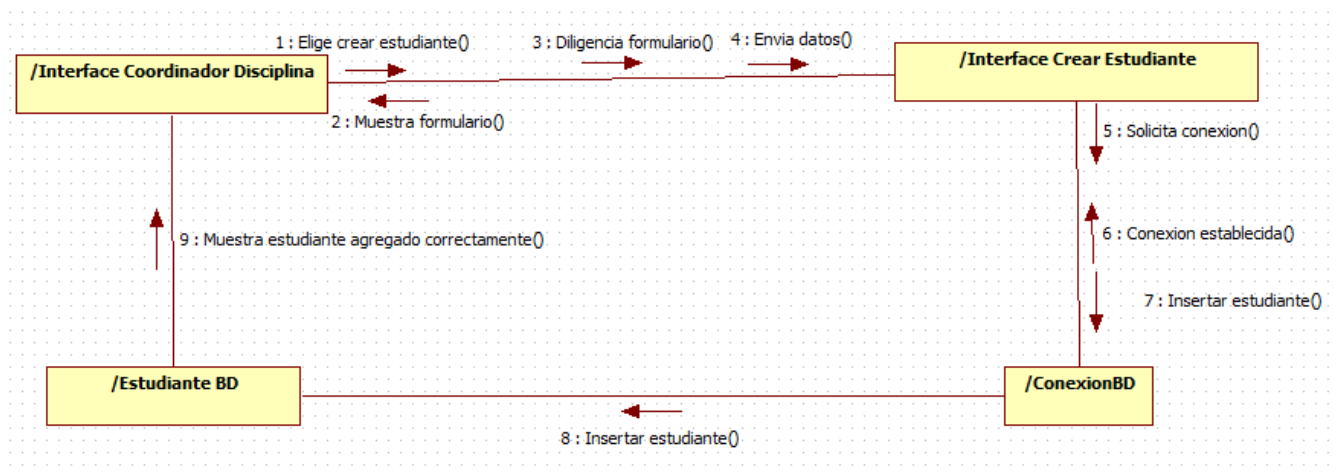 1 : Elige crear estudiante()
3 : Diligencia formulario()
4 : Envia datos()
/Interface Coordinador Disciplina
/Interface Crear Estudiante
2 : Muestra formulario()
5 : Solicita conexion()
9 : Muestra estudiante agregado correctamente()
6 : Conexion establecida()
7 : Insertar estudiante()
/Estudiante BD
/ConexionBD
8 : Insertar estudiante()